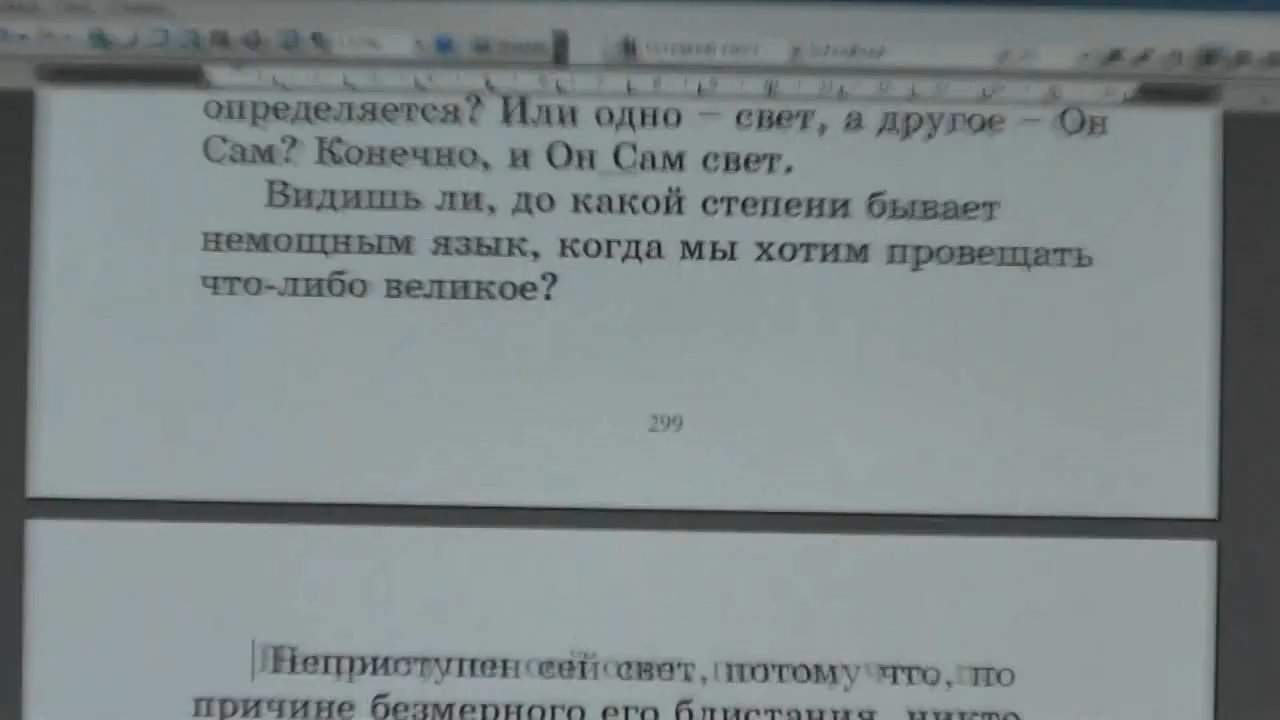 определяется? Или одно – свет, а другое – Он
Сам? Конечно, и Он Сам свет.
Видишь ли, до какой степени бывает
немощным язык, когда мы хотим провещать
что-либо великое?
299
Неприступен сей свет, потому что, по
причине безмерного его блистания, никто